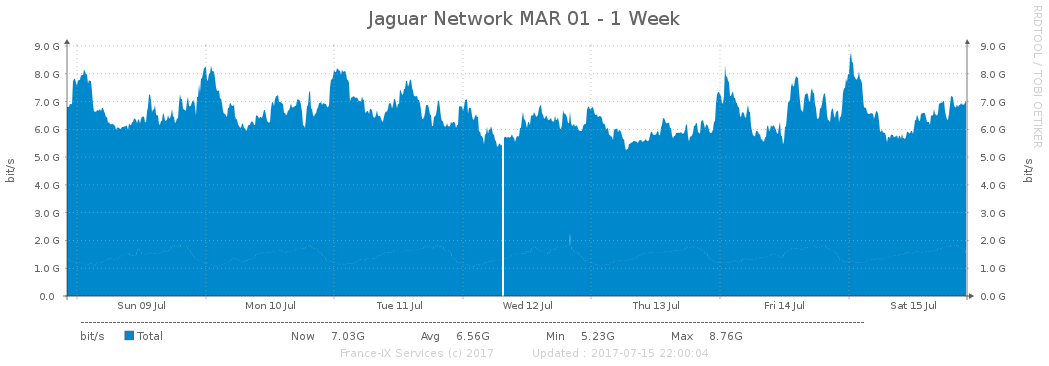 Jaguar Network MAR 01 - 1 Week
RRDTOOL / TOBI OETIKER
bit/s
9.0 G 9.0 G
8.0 G 8.0 G
7.0 G 7.0 G
6.0 G 6.0 G
5.0 G 5.0 G
4.0 G 4.0 G
3.0 G 3.0 G
2.0 G 2.0 G
1.0 G 1.0 G
0.0 0.0 G
bit/s
Sun 09 Jul Mon 10 Jul Tue 11 Jul Wed 12 Jul Thu 13 Jul Fri 14 Jul Sat 15 Jul
bit/s Total Now 7.03G Avg 6.56G Min 5.23G Max 8.76G
France-IX Services (c) 2017 Updated : 2017-07-15 22:00:04